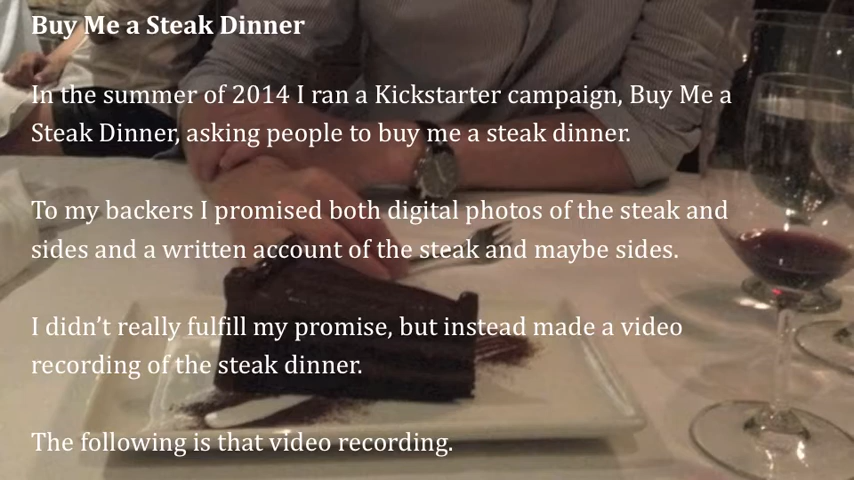 Buy Me a Steak Dinner
In the summer of 2014 I ran a Kickstarter campaign, Buy Me a
Steak Dinner, asking people to buy me a steak dinner.
To my backers I promised both digital photos of the steak and
sides and a written account of the steak and maybe sides.
I didn’t really fulfill my promise, but instead made a video
recording of the steak dinner.
The following is that video recording.